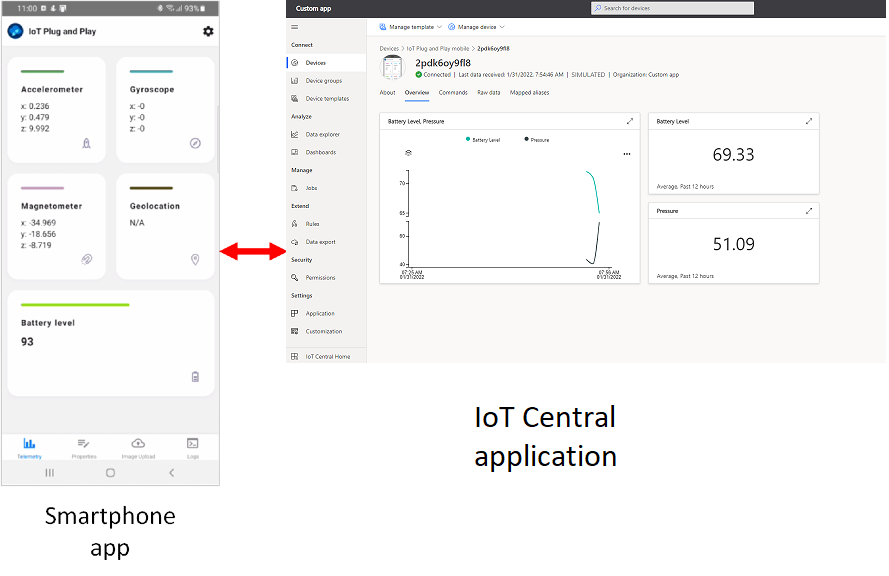 11:00 93%
IoT Plug and Play
Accelerometer
x: 0.236
y: 0.479
z: 9.992
Gyroscope
x: -0
y: -0
z: -0
Magnetometer
x: -34.969
y: -18.656
z: -8.719
Geolocation
N/A
Battery level
93
Telemetry Properties Image Upload Logs
Smartphone
app
Custom app
Search for devices
Connect
Devices
Device groups
Device templates
Analyze
Data explorer
Dashboards
Manage
Jobs
Extend
Rules
Data export
Security
Permissions
Settings
Application
Customization
IoT Central Home
Manage template Manage device
Devices > IoT Plug and Play mobile > 2pdk6oy9fl8
2pdk6oy9fl8
Connected | Last data received: 1/31/2022, 7:54:46 AM | SIMULATED | Organization: Custom app
About Overview Commands Raw data Mapped aliases
Battery Level, Pressure
Battery Level Pressure
70
65
60
40
07:25 AM
01/31/2022
07:56 AM
01/31/2022
Battery Level
69.33
Average, Past 12 hours
Pressure
51.09
Average, Past 12 hours
IoT Central
application